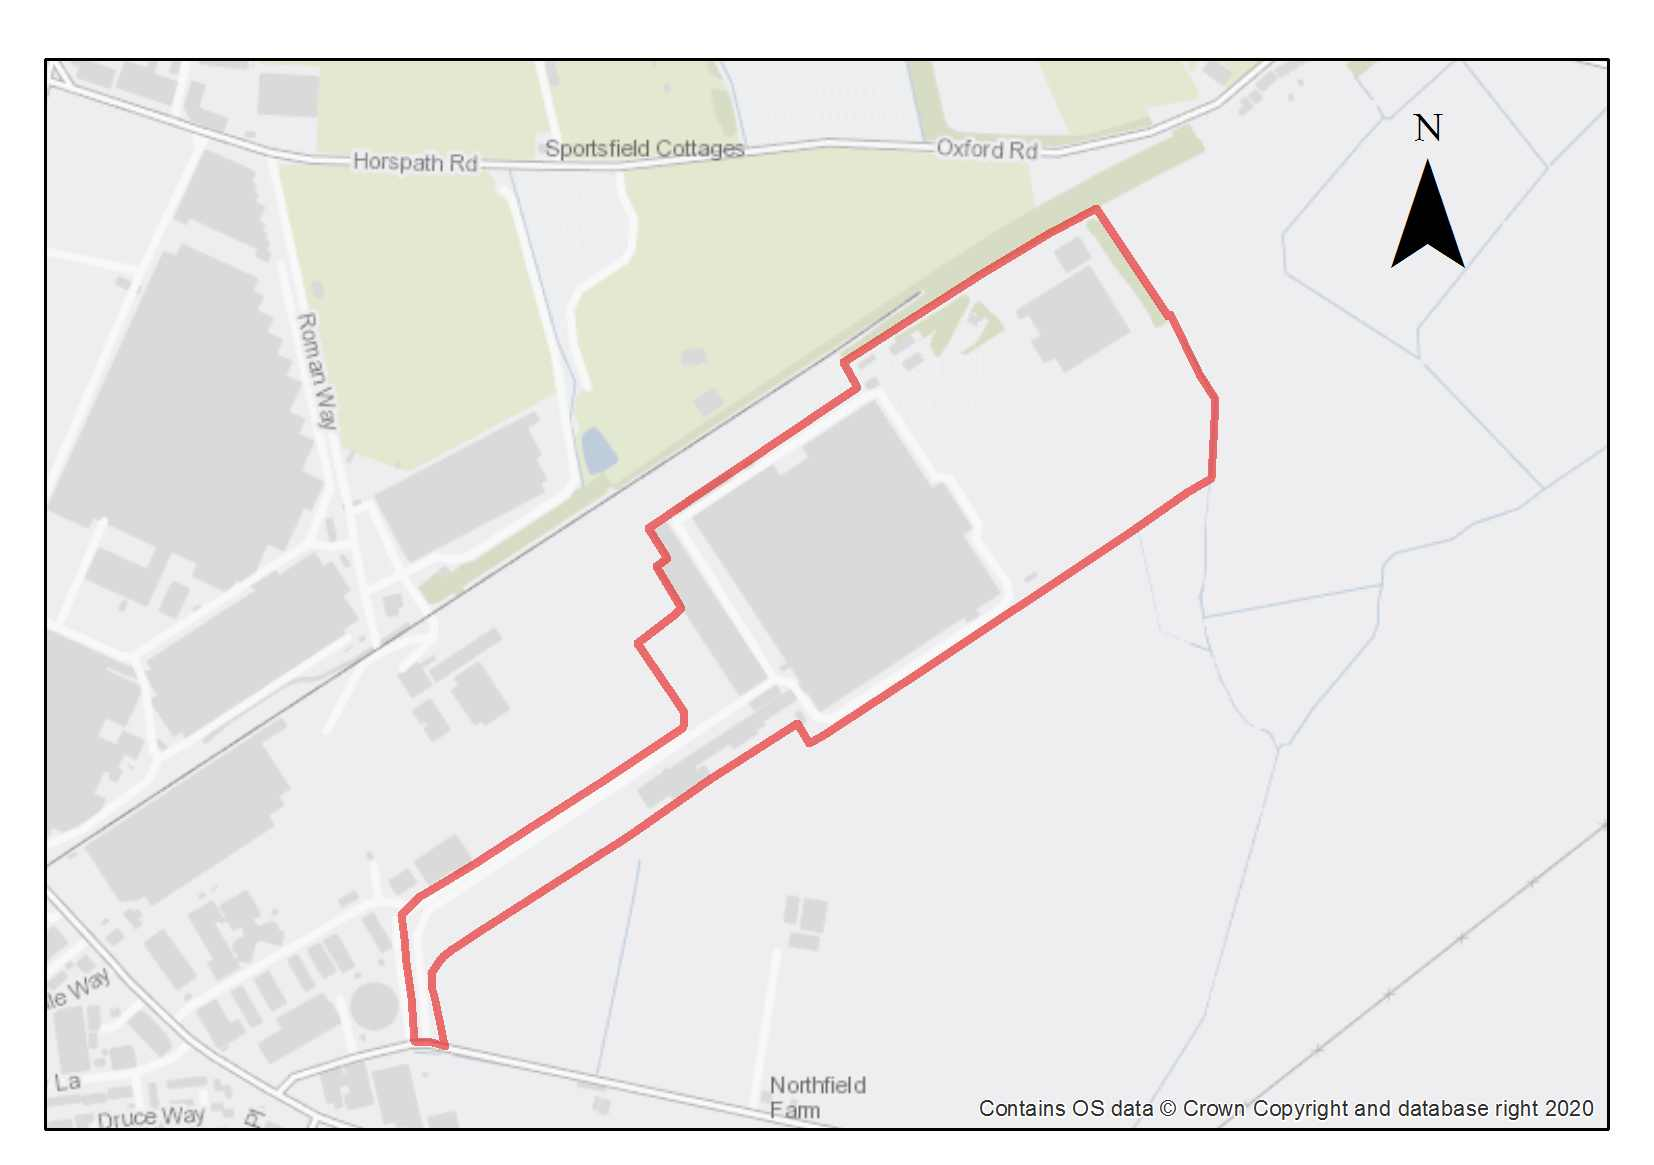 N
Sportsfield Cottages
Oxford Rd
Horspath Rd
Roman Way
le Way
La
Druce Way
Pl
Northfield
Farm
Contains OS data © Crown Copyright and database right 2020